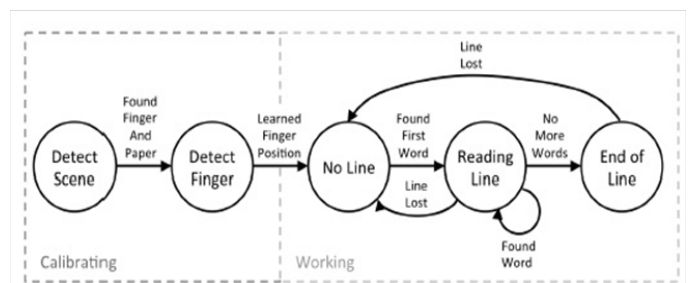 Line
Lost
Found
Finger
And
Paper
Learned
Finger
Position
Found
First
Word
No
More
Words
Detect
Scene
Detect
Finger
No Line
Reading
Line
End of
Line
Line
Lost
Found
Word
Calibrating
Working